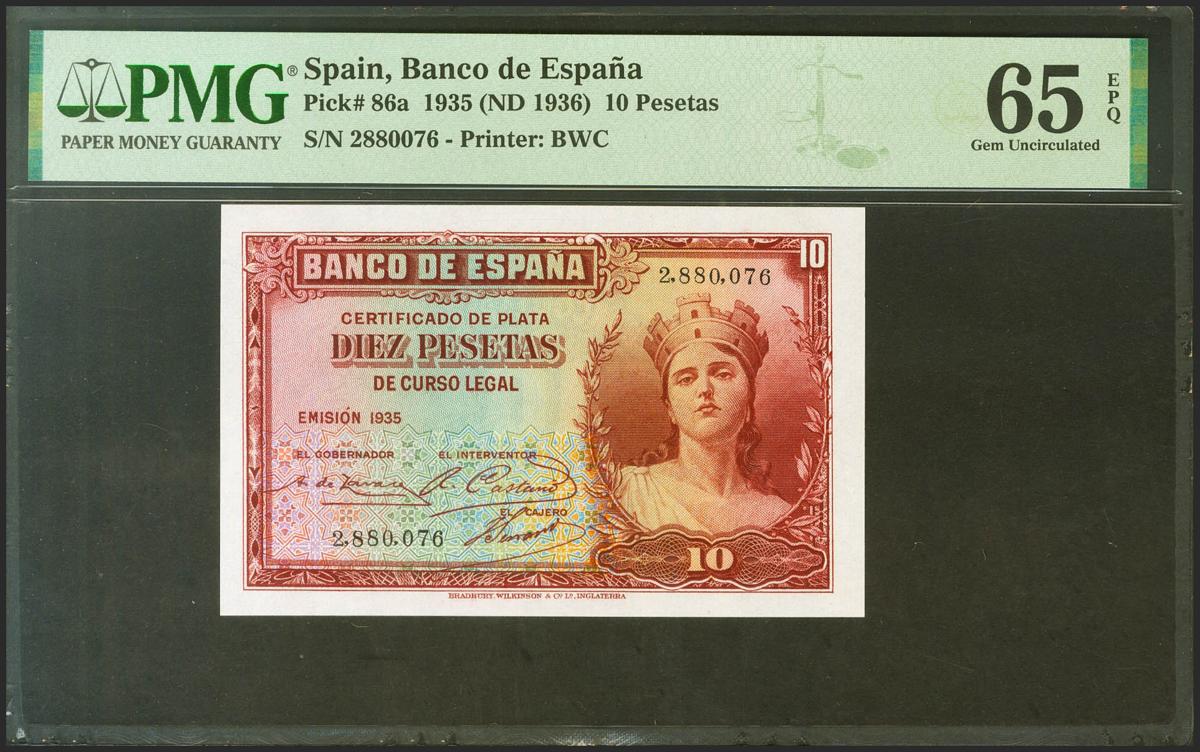 PMG®
PAPER MONEY GUARANTY
Spain, Banco de España
Pick# 86a 1935 (ND 1936) 10 Pesetas
S/N 2880076 - Printer: BWC
65
EPQ
Gem Uncirculated
BANCO DE ESPAÑA
10
2,880,076
CERTIFICADO DE PLATA
DIEZ PESETAS
DE CURSO LEGAL
EMISIÓN 1935
EL GOBERNADOR EL INTERVENTOR
EL CAJERO
2,880,076
10
BRADBURY, WILKINSON & Cº Lᴰ, INGLATERRA